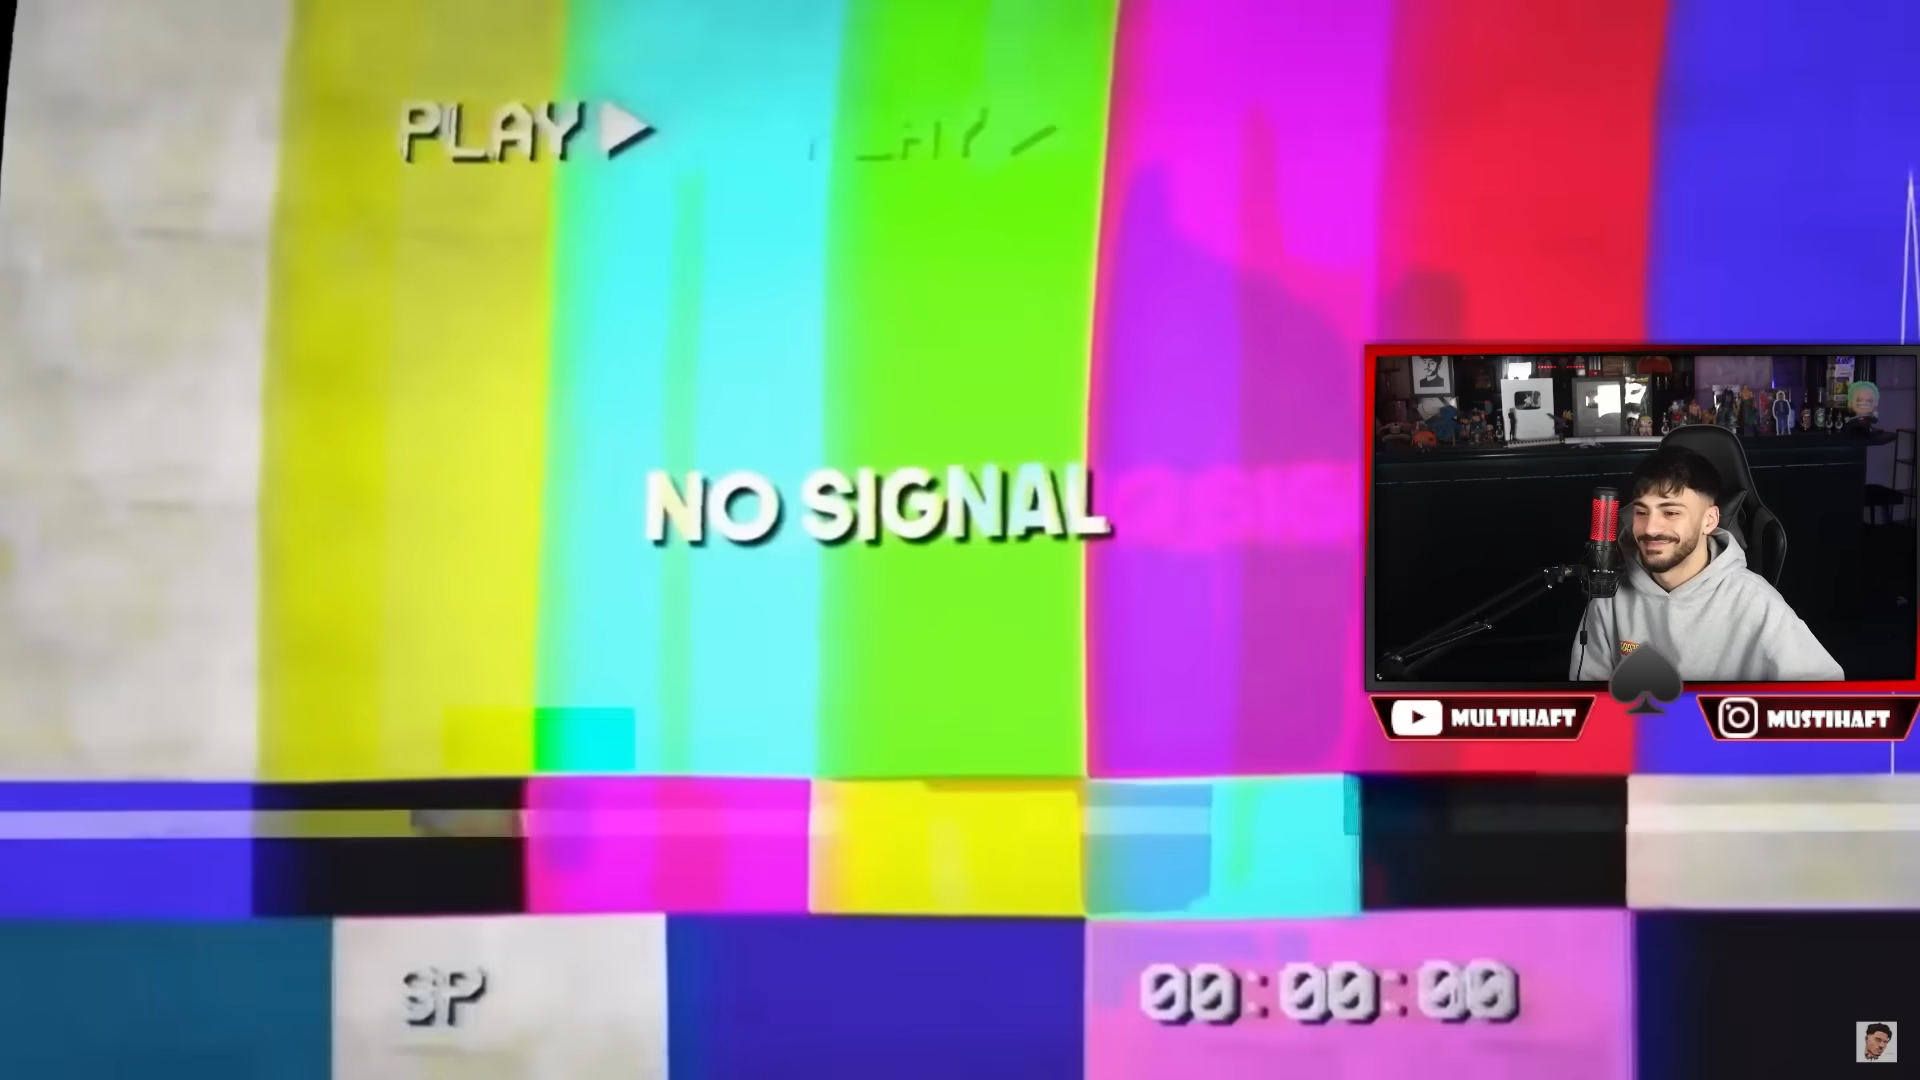 PLAY
NO SIGNAL
MULTIHAFT
MUSTIHAFT
SP
00:00:00